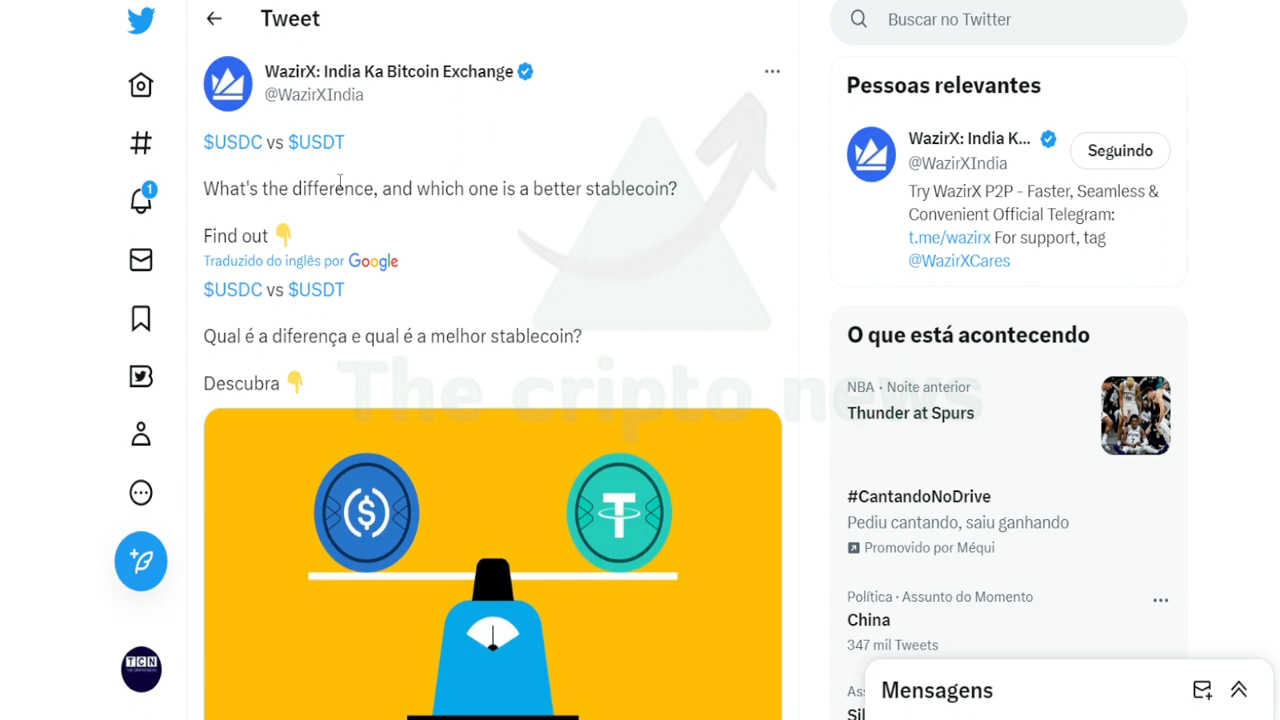 Tweet
WazirX: India Ka Bitcoin Exchange
@WazirXIndia
$USDC vs $USDT
What's the difference, and which one is a better stablecoin?
Find out
Traduzido do inglês por Google
$USDC vs $USDT
Qual é a diferença e qual é a melhor stablecoin?
Descubra
The cripto news
1
TCN
Buscar no Twitter
Pessoas relevantes
WazirX: India K...
@WazirXIndia
Seguindo
Try WazirX P2P - Faster, Seamless &
Convenient Official Telegram:
t.me/wazirx For support, tag
@WazirXCares
O que está acontecendo
NBA · Noite anterior
Thunder at Spurs
#CantandoNoDrive
Pediu cantando, saiu ganhando
Promovido por Méqui
Política · Assunto do Momento
China
347 mil Tweets
Mensagens